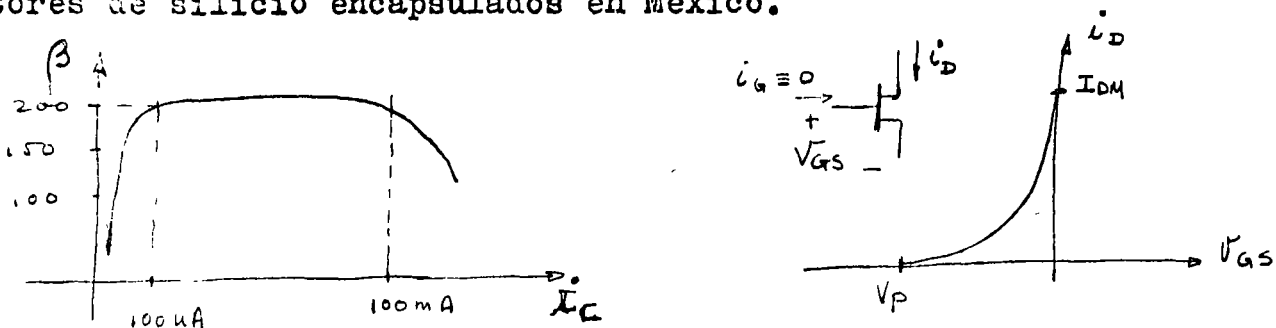 tores de silicio encapsulados en México.
β
200
150
100
100 uA
100 mA
I_C
i_G ≡ 0
+
V_GS -
i_D
i_D
I_DM
V_p
V_GS